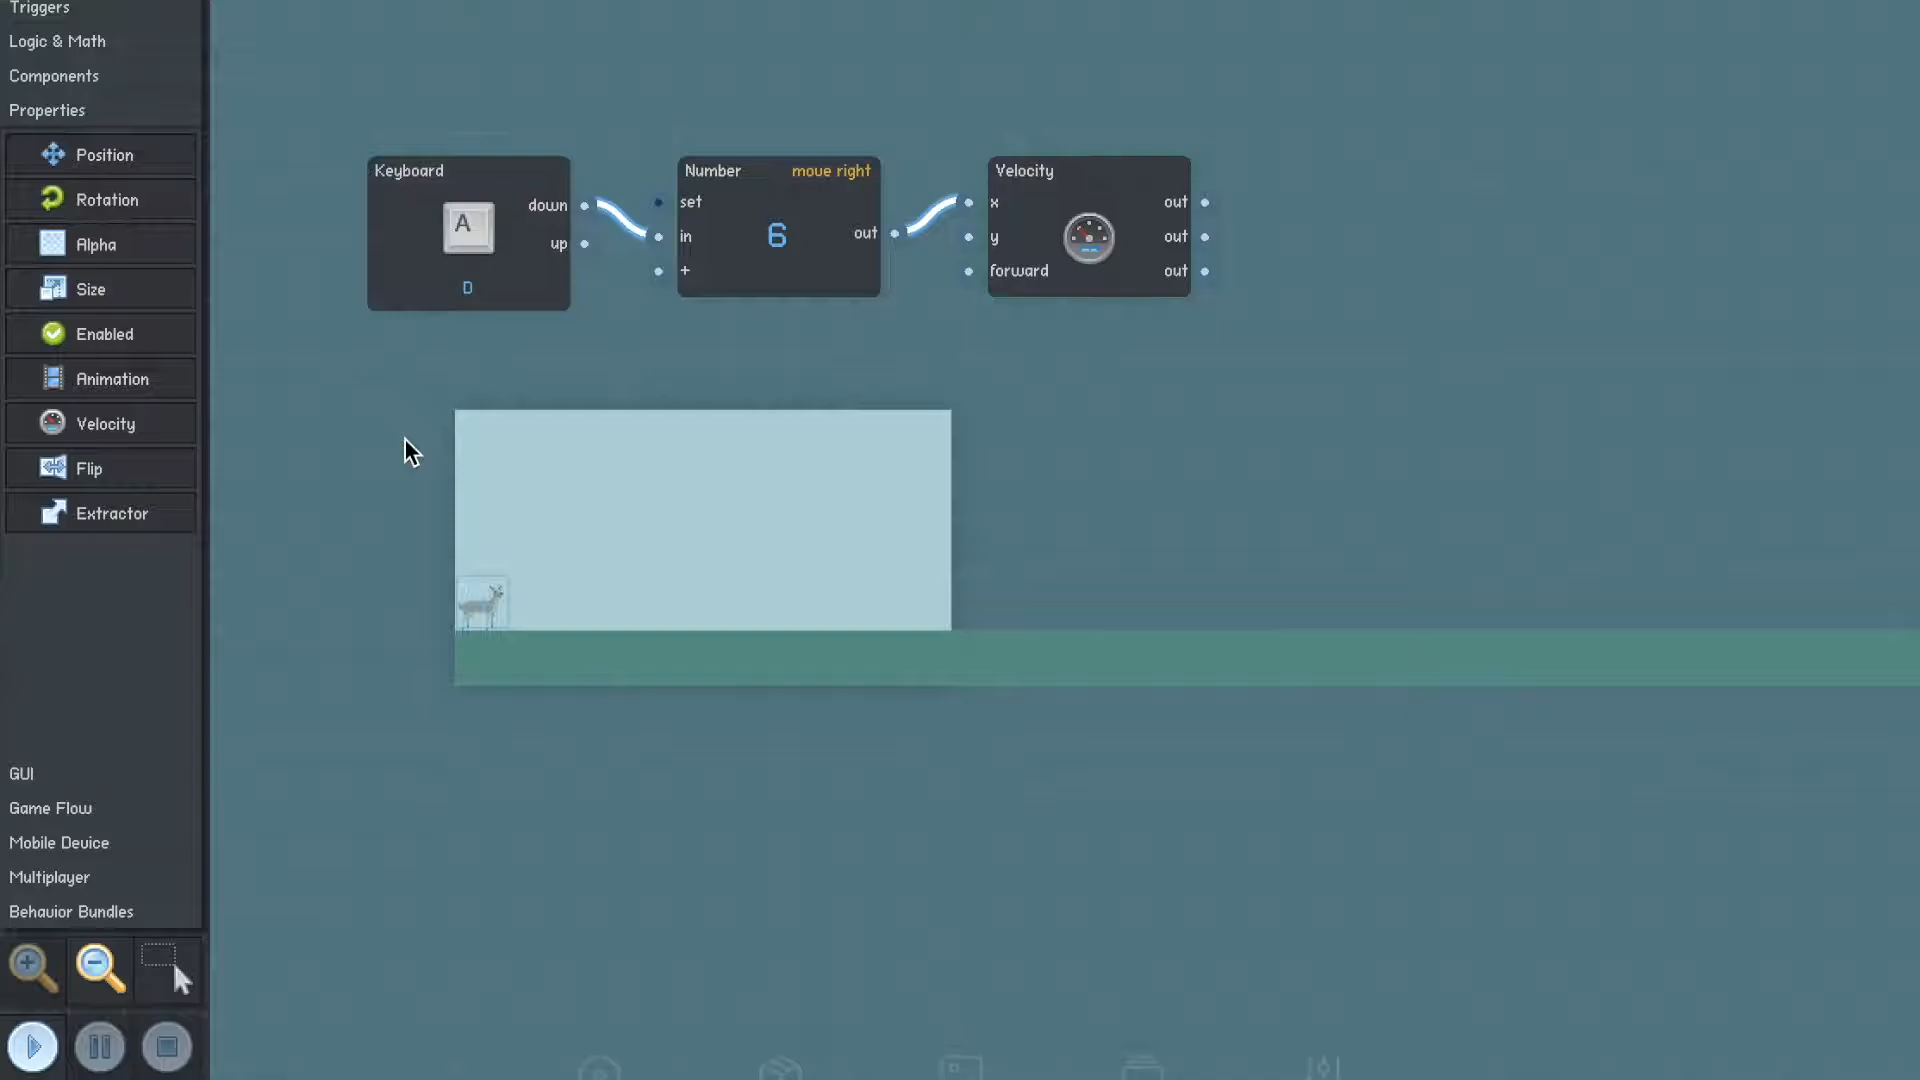 Triggers
Logic & Math
Components
Properties
Position
Rotation
Alpha
Size
Enabled
Animation
Velocity
Flip
Extractor
GUI
Game Flow
Mobile Device
Multiplayer
Behavior Bundles
Keyboard
A
down
up
D
Number move right
set
in
+
6
out
Velocity
x out
y out
forward out